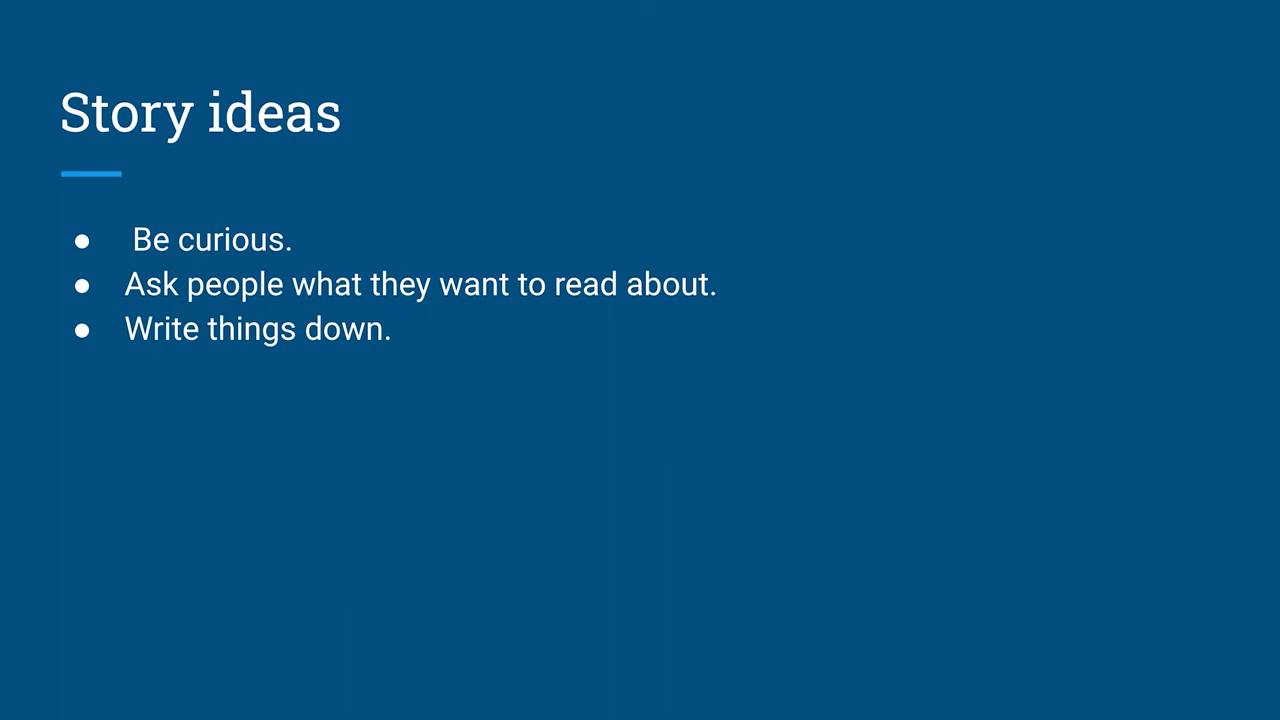 Story ideas
● Be curious.
● Ask people what they want to read about.
● Write things down.